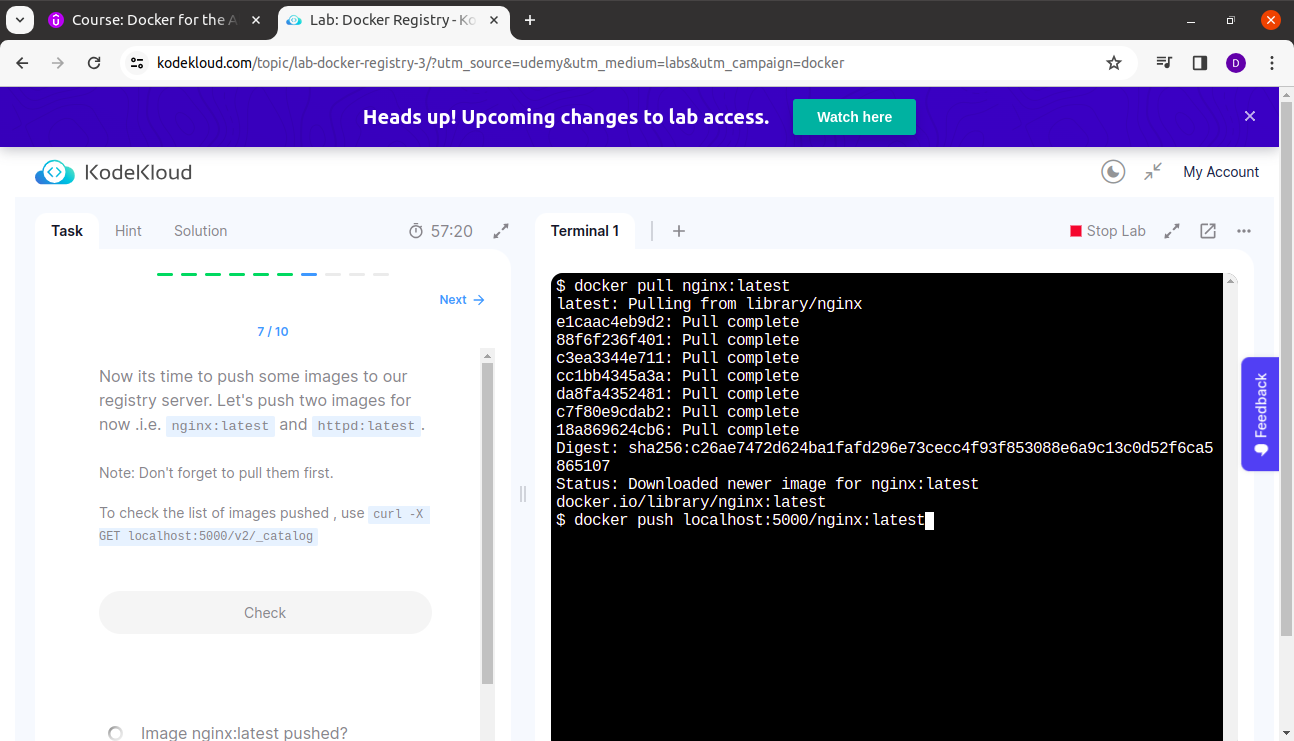 Course: Docker for the A
Lab: Docker Registry - Ko
kodekloud.com/topic/lab-docker-registry-3/?utm_source=udemy&utm_medium=labs&utm_campaign=docker
D
Heads up! Upcoming changes to lab access.
Watch here
KodeKloud
My Account
Task
Hint
Solution
57:20
Next
7 / 10
Now its time to push some images to our
registry server. Let's push two images for
now .i.e. nginx:latest and httpd:latest.
Note: Don't forget to pull them first.
To check the list of images pushed , use curl -X
GET localhost:5000/v2/_catalog
Check
Image nginx:latest pushed?
Terminal 1
Stop Lab
$ docker pull nginx:latest
latest: Pulling from library/nginx
e1caac4eb9d2: Pull complete
88f6f236f401: Pull complete
c3ea3344e711: Pull complete
cc1bb4345a3a: Pull complete
da8fa4352481: Pull complete
c7f80e9cdab2: Pull complete
18a869624cb6: Pull complete
Digest: sha256:c26ae7472d624ba1fafd296e73cecc4f93f853088e6a9c13c0d52f6ca5
865107
Status: Downloaded newer image for nginx:latest
docker.io/library/nginx:latest
$ docker push localhost:5000/nginx:latest
Feedback